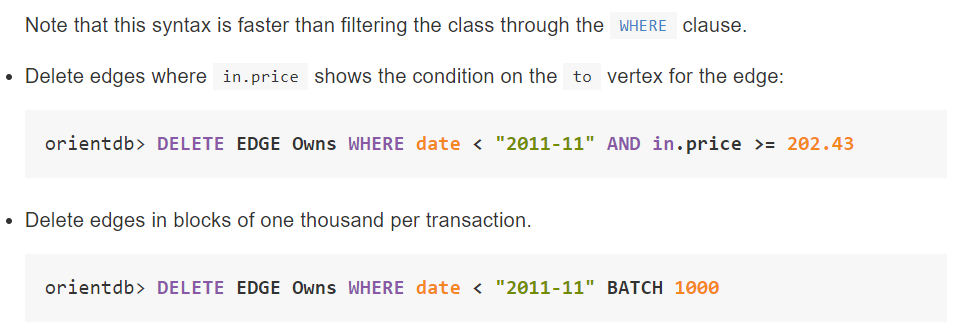 Note that this syntax is faster than filtering the class through the WHERE clause.
• Delete edges where in.price shows the condition on the to vertex for the edge:
orientdb> DELETE EDGE Owns WHERE date < "2011-11" AND in.price >= 202.43
• Delete edges in blocks of one thousand per transaction.
orientdb> DELETE EDGE Owns WHERE date < "2011-11" BATCH 1000